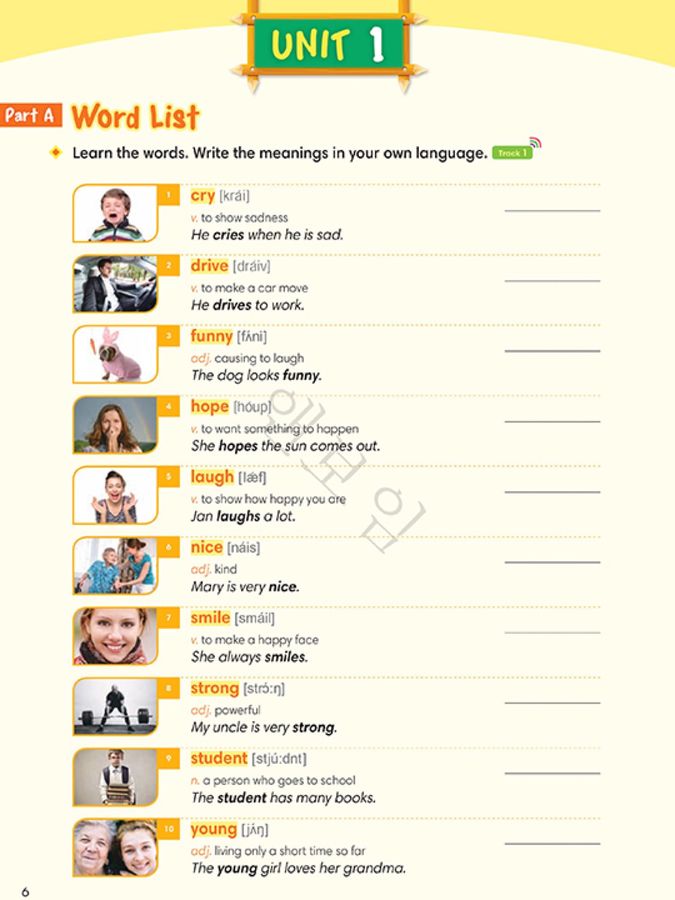 UNIT 1
Part A Word List
Learn the words. Write the meanings in your own language. Track 1
1 cry [krái]
v. to show sadness
He cries when he is sad.
2 drive [dráiv]
v. to make a car move
He drives to work.
3 funny [fʌ́ni]
adj. causing to laugh
The dog looks funny.
4 hope [hóup]
v. to want something to happen
She hopes the sun comes out.
5 laugh [lǽf]
v. to show how happy you are
Jan laughs a lot.
6 nice [náis]
adj. kind
Mary is very nice.
7 smile [smáil]
v. to make a happy face
She always smiles.
8 strong [strɔ́ːŋ]
adj. powerful
My uncle is very strong.
9 student [stjúːdnt]
n. a person who goes to school
The student has many books.
10 young [jʌ́ŋ]
adj. living only a short time so far
The young girl loves her grandma.
6